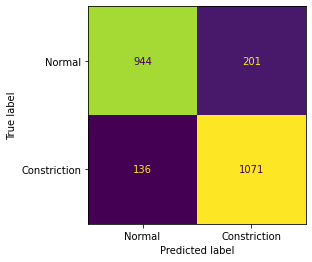 True label
Normal
944 201
Constriction
136 1071
Normal Constriction
Predicted label